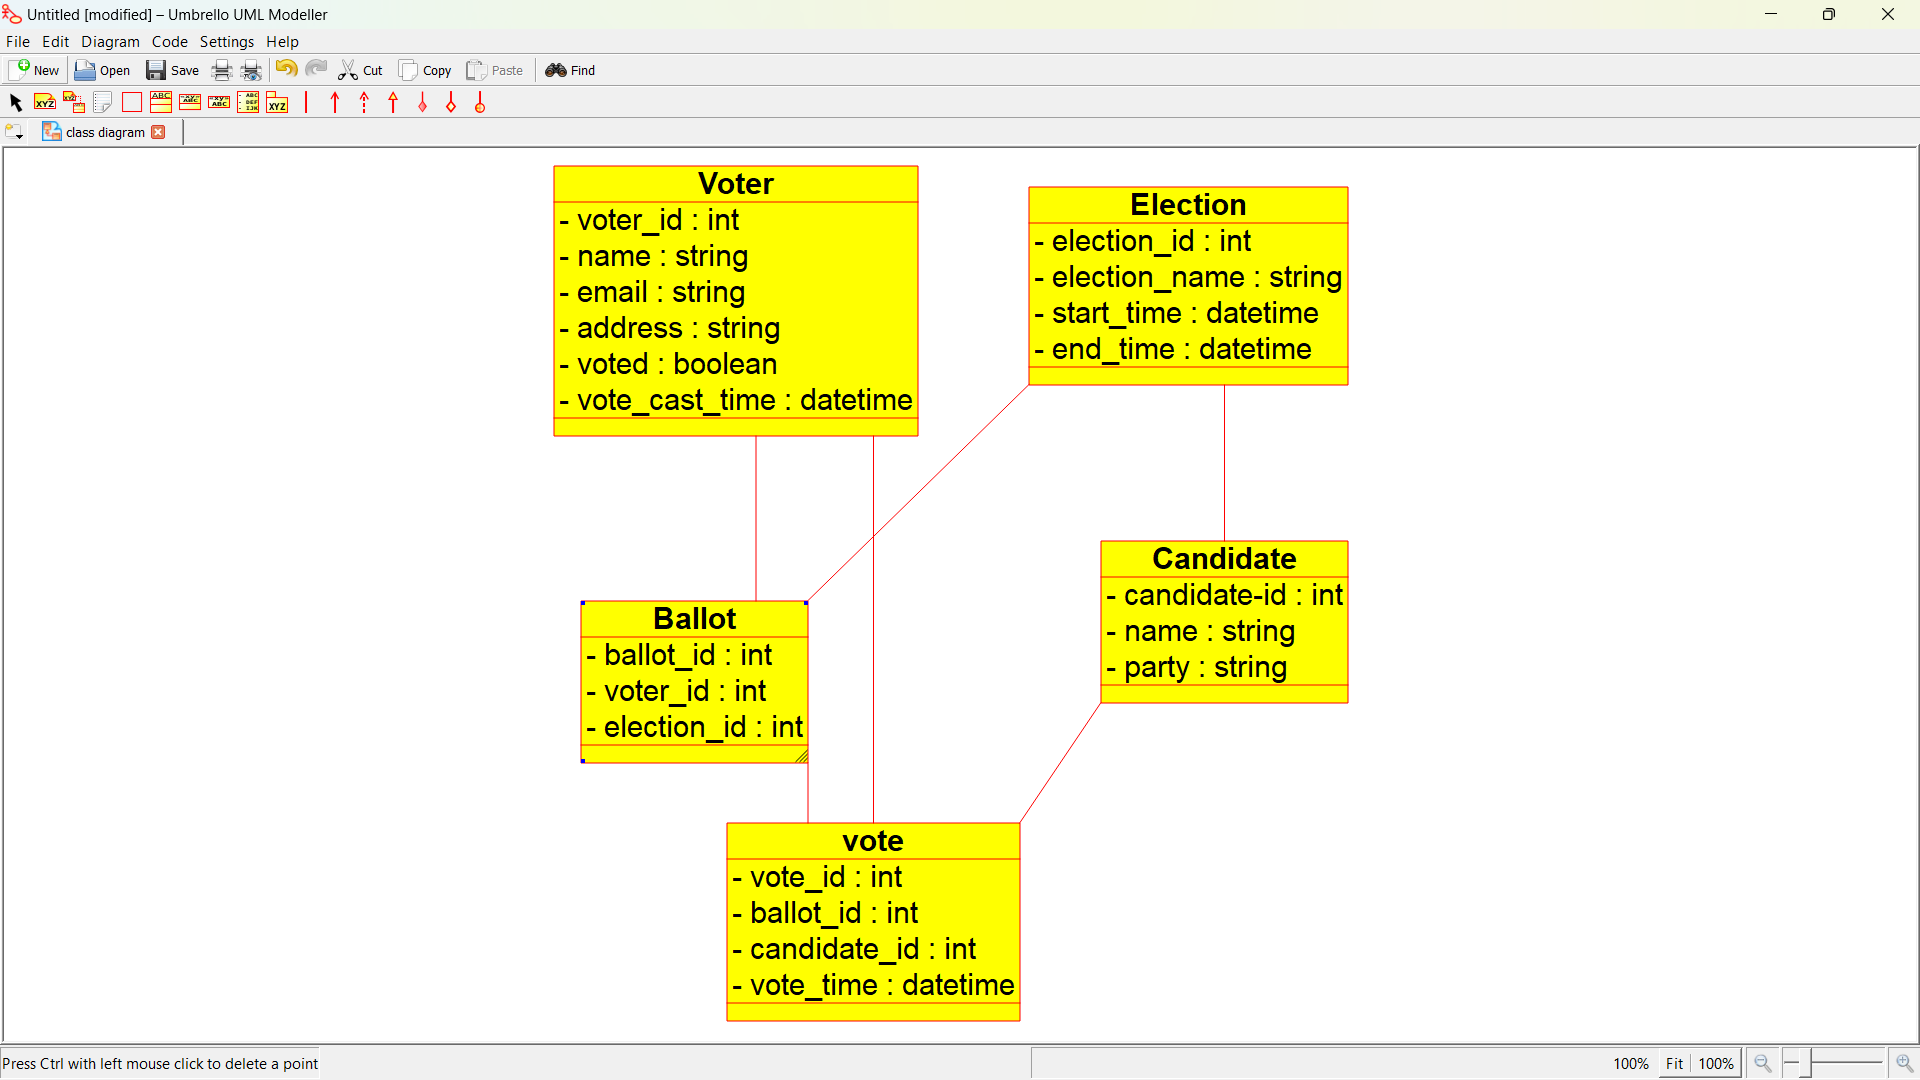 Untitled [modified] – Umbrello UML Modeller
File Edit Diagram Code Settings Help
New Open Save Cut Copy Paste Find
XYZ XYZ ABC XYZ
class diagram
Voter
- voter_id : int
- name : string
- email : string
- address : string
- voted : boolean
- vote_cast_time : datetime
Election
- election_id : int
- election_name : string
- start_time : datetime
- end_time : datetime
Ballot
- ballot_id : int
- voter_id : int
- election_id : int
Candidate
- candidate-id : int
- name : string
- party : string
vote
- vote_id : int
- ballot_id : int
- candidate_id : int
- vote_time : datetime
Press Ctrl with left mouse click to delete a point
100% Fit 100%